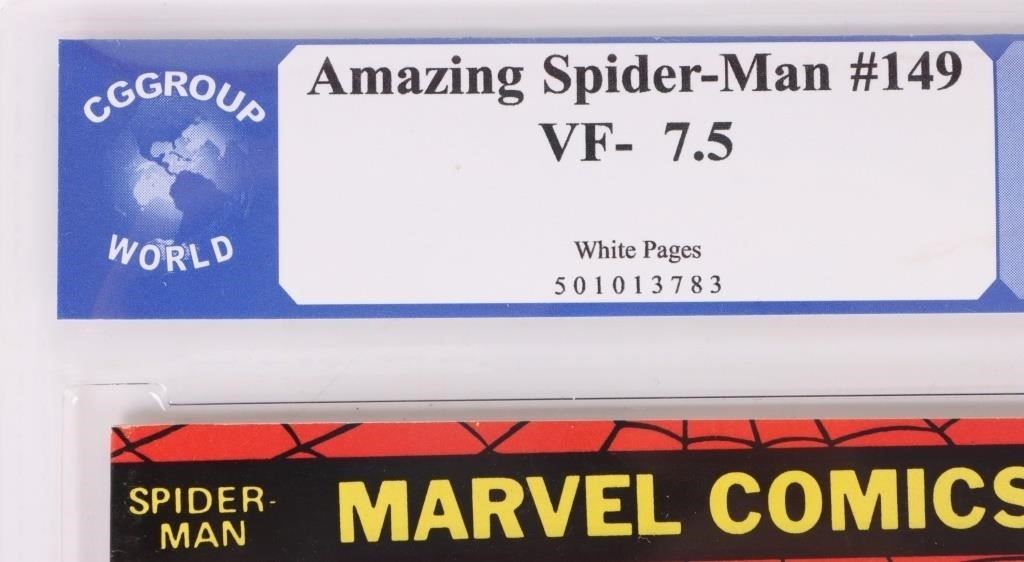 CGGROUP
WORLD
Amazing Spider-Man #149
VF- 7.5
White Pages
501013783
SPIDER-
MAN
MARVEL COMICS